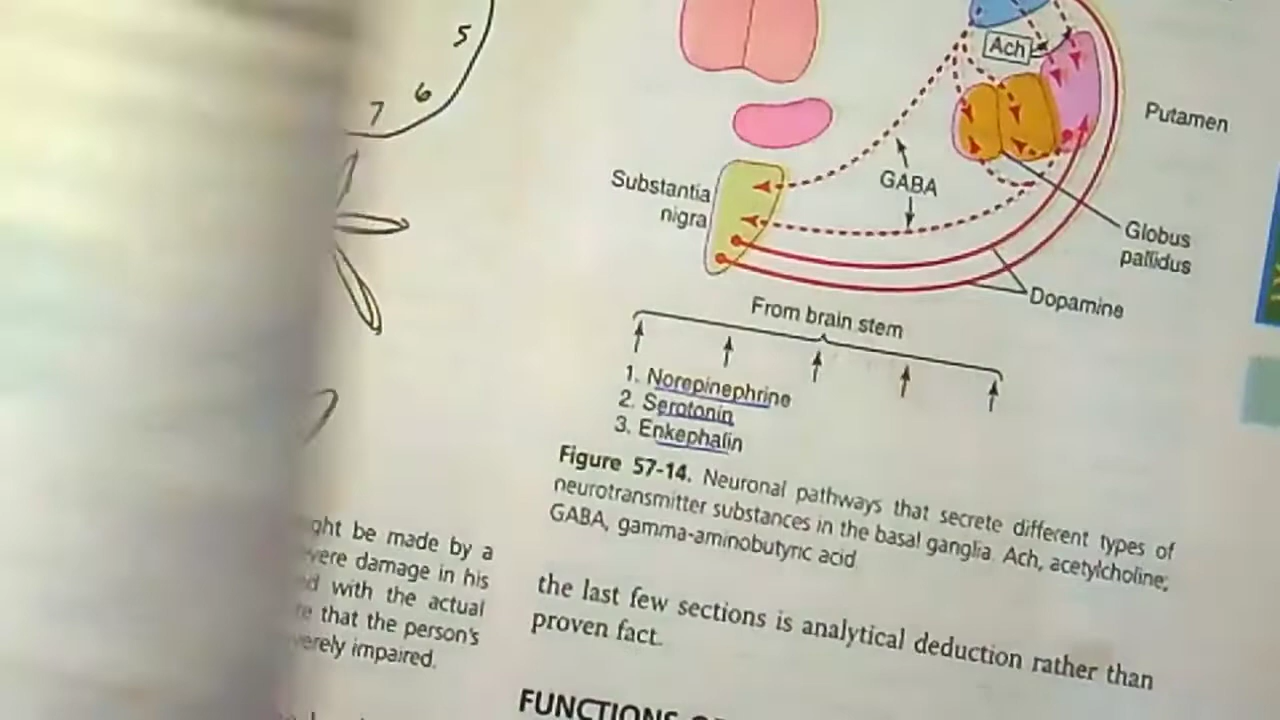 5
6
7
Ach
Putamen
Substantia
nigra
GABA
Globus
pallidus
Dopamine
From brain stem
1. Norepinephrine
2. Serotonin
3. Enkephalin
Figure 57-14. Neuronal pathways that secrete different types of
neurotransmitter substances in the basal ganglia. Ach, acetylcholine;
GABA, gamma-aminobutyric acid.
be made by a
damage in his
with the actual
that the person's
impaired.
the last few sections is analytical deduction rather than
proven fact.
FUNCTIONS